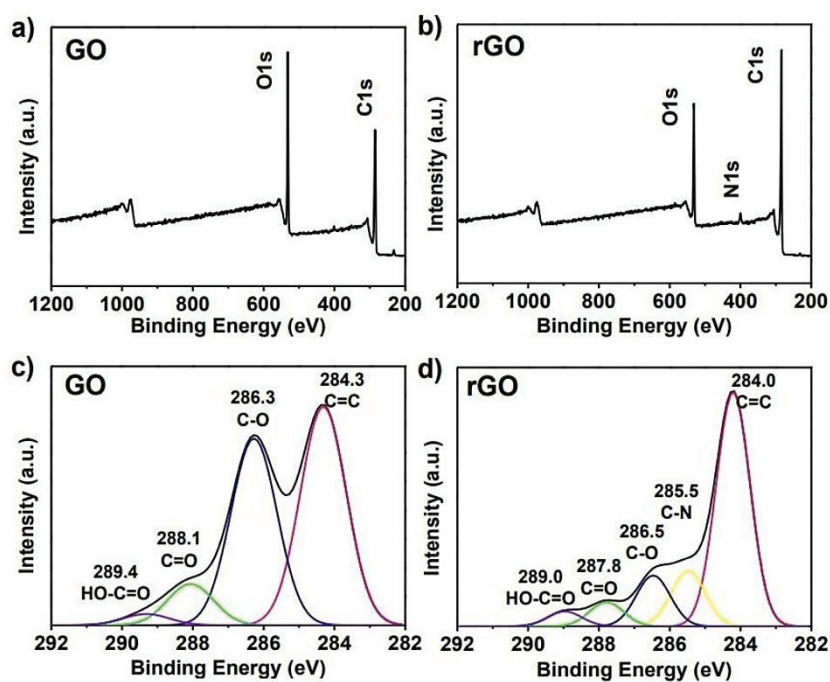 a) GO
O1s
C1s
Intensity (a.u.)
1200 1000 800 600 400 200
Binding Energy (eV)
b) rGO
O1s
N1s
C1s
Intensity (a.u.)
1200 1000 800 600 400 200
Binding Energy (eV)
c) GO
284.3
C=C
286.3
C-O
288.1
C=O
289.4
HO-C=O
Intensity (a.u.)
292 290 288 286 284 282
Binding Energy (eV)
d) rGO
284.0
C=C
285.5
C-N
286.5
C-O
287.8
C=O
289.0
HO-C=O
Intensity (a.u.)
292 290 288 286 284 282
Binding Energy (eV)